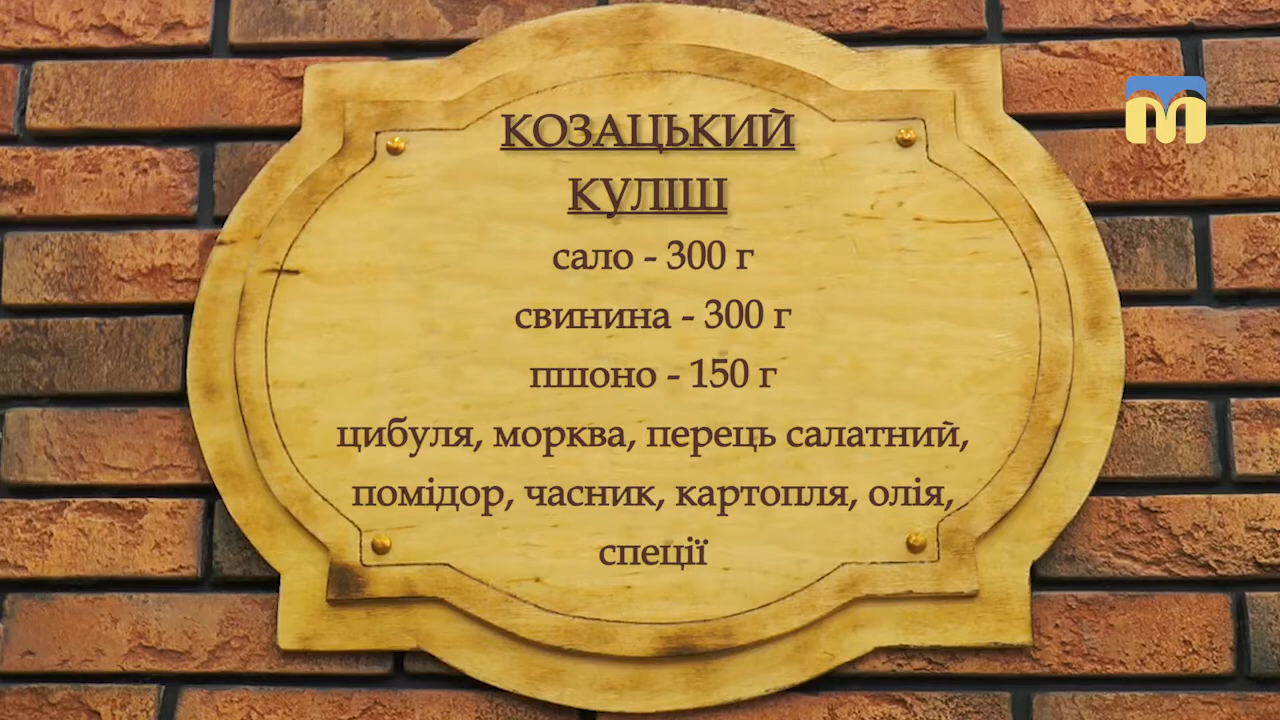 КОЗАЦЬКИЙ
КУЛІШ
сало - 300 г
свинина - 300 г
пшоно - 150 г
цибуля, морква, перець салатний,
помідор, часник, картопля, олія,
спеції